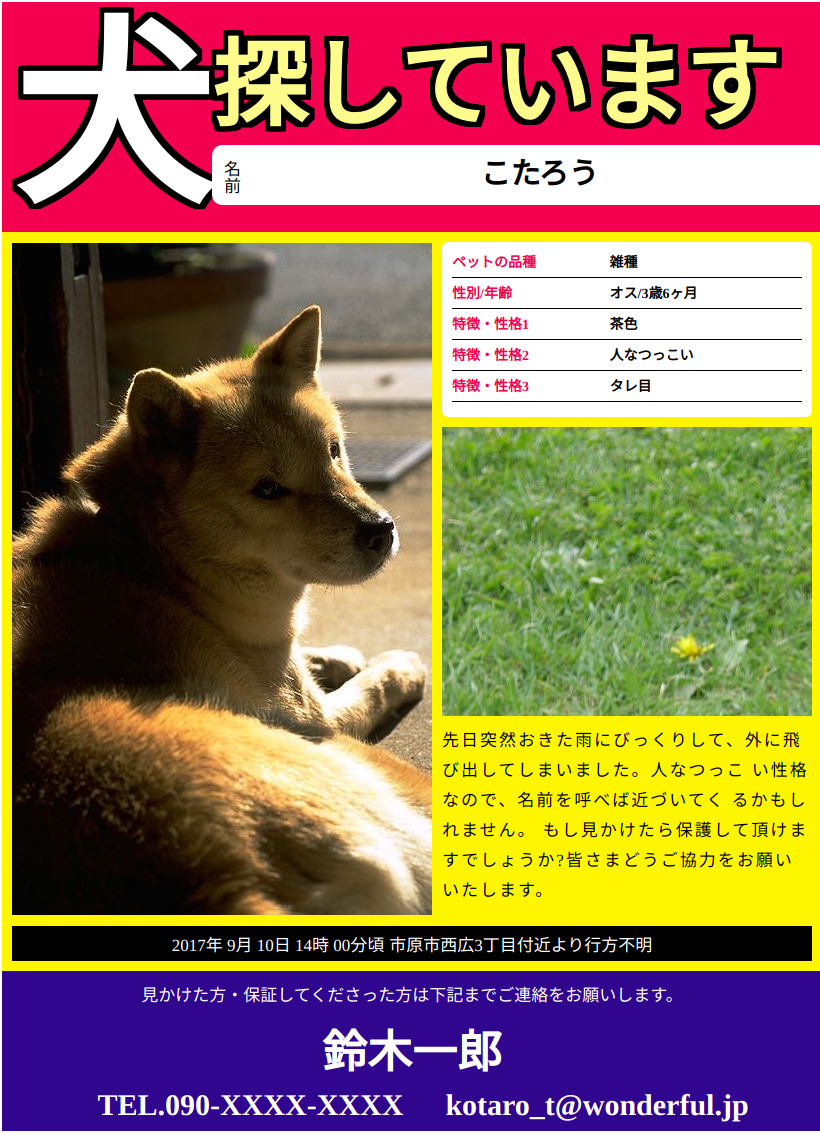 犬探しています
名前
こたろう
ペットの品種 雑種
性別/年齢 オス/3歳6ヶ月
特徴・性格1 茶色
特徴・性格2 人なつっこい
特徴・性格3 タレ目
先日突然おきた雨にびっくりして、外に飛
び出してしまいました。人なつっこ い性格
なので、名前を呼べば近づいてく るかもし
れません。 もし見かけたら保護して頂けま
すでしょうか?皆さまどうご協力をお願い
いたします。
2017年 9月 10日 14時 00分頃 市原市西広3丁目付近より行方不明
見かけた方・保証してくださった方は下記までご連絡をお願いします。
鈴木一郎
TEL.090-XXXX-XXXX kotaro_t@wonderful.jp